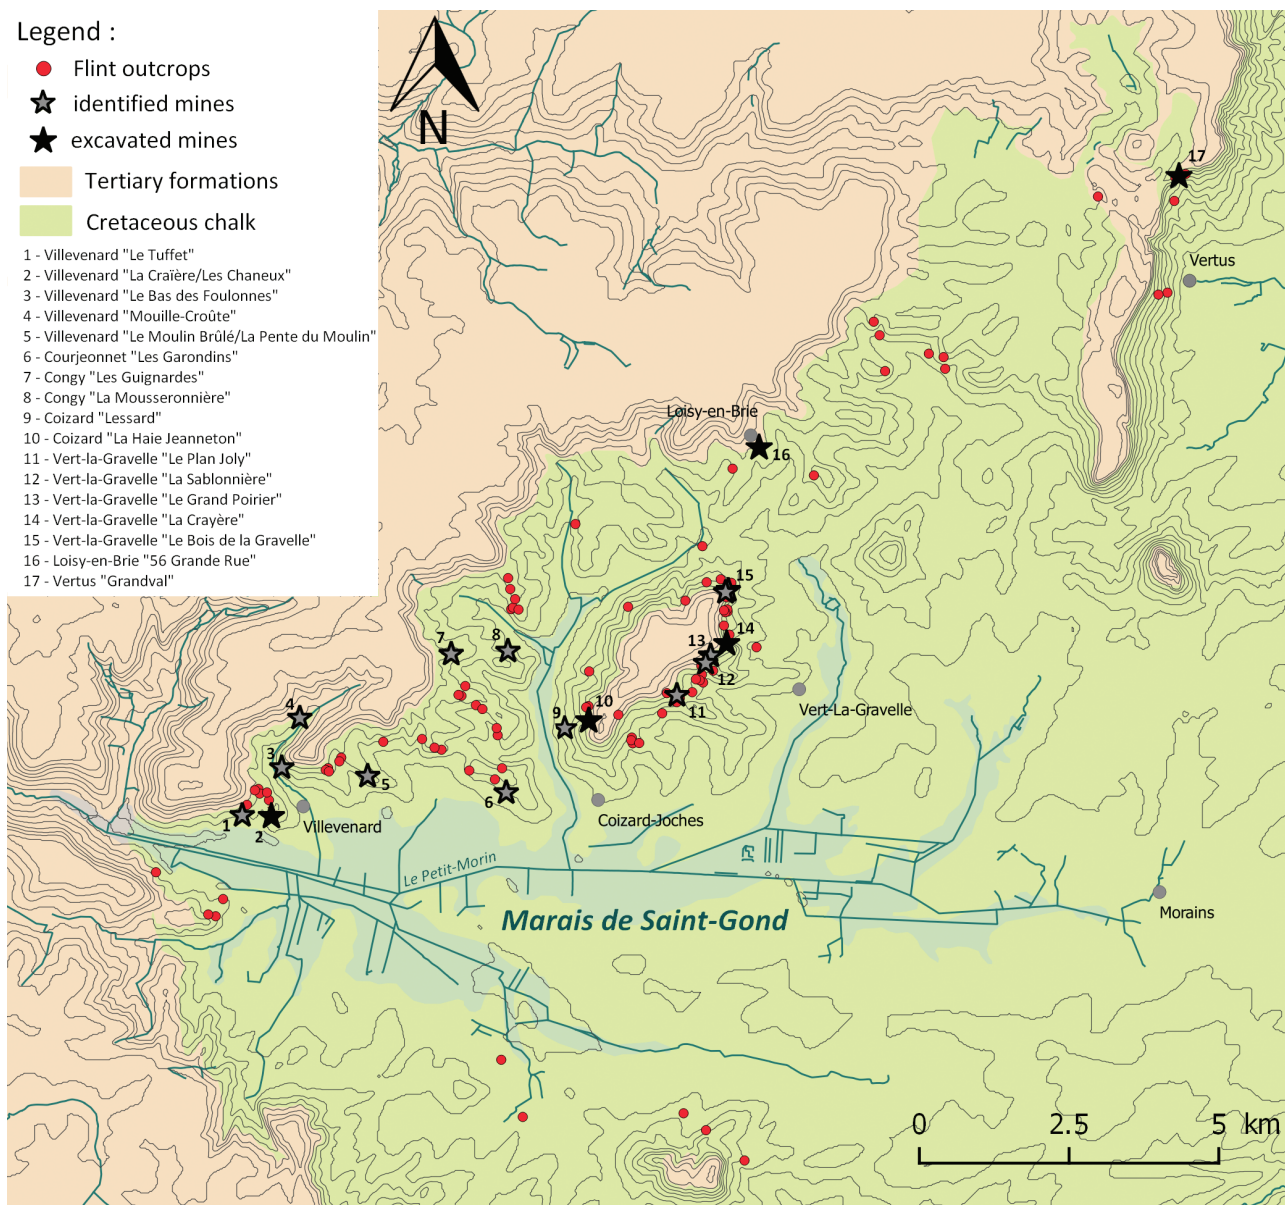 Legend :
Flint outcrops
identified mines
excavated mines
Tertiary formations
Cretaceous chalk
1 - Villevenard "Le Tuffet"
2 - Villevenard "La Craïère/Les Chaneux"
3 - Villevenard "Le Bas des Foulonnes"
4 - Villevenard "Mouille-Croûte"
5 - Villevenard "Le Moulin Brûlé/La Pente du Moulin"
6 - Courjeonnet "Les Garondins"
7 - Congy "Les Guignardes"
8 - Congy "La Mousseronnière"
9 - Coizard "Lessard"
10 - Coizard "La Haie Jeanneton"
11 - Vert-la-Gravelle "Le Plan Joly"
12 - Vert-la-Gravelle "La Sablonnière"
13 - Vert-la-Gravelle "Le Grand Poirier"
14 - Vert-la-Gravelle "La Crayère"
15 - Vert-la-Gravelle "Le Bois de la Gravelle"
16 - Loisy-en-Brie "56 Grande Rue"
17 - Vertus "Grandval"
N
17
Vertus
Loisy-en-Brie
16
15
14
13
12
11
10
9
8
7
6
5
4
3
2
1
Vert-La-Gravelle
Coizard-Joches
Villevenard
Le Petit-Morin
Marais de Saint-Gond
Morains
0 2.5 5 km